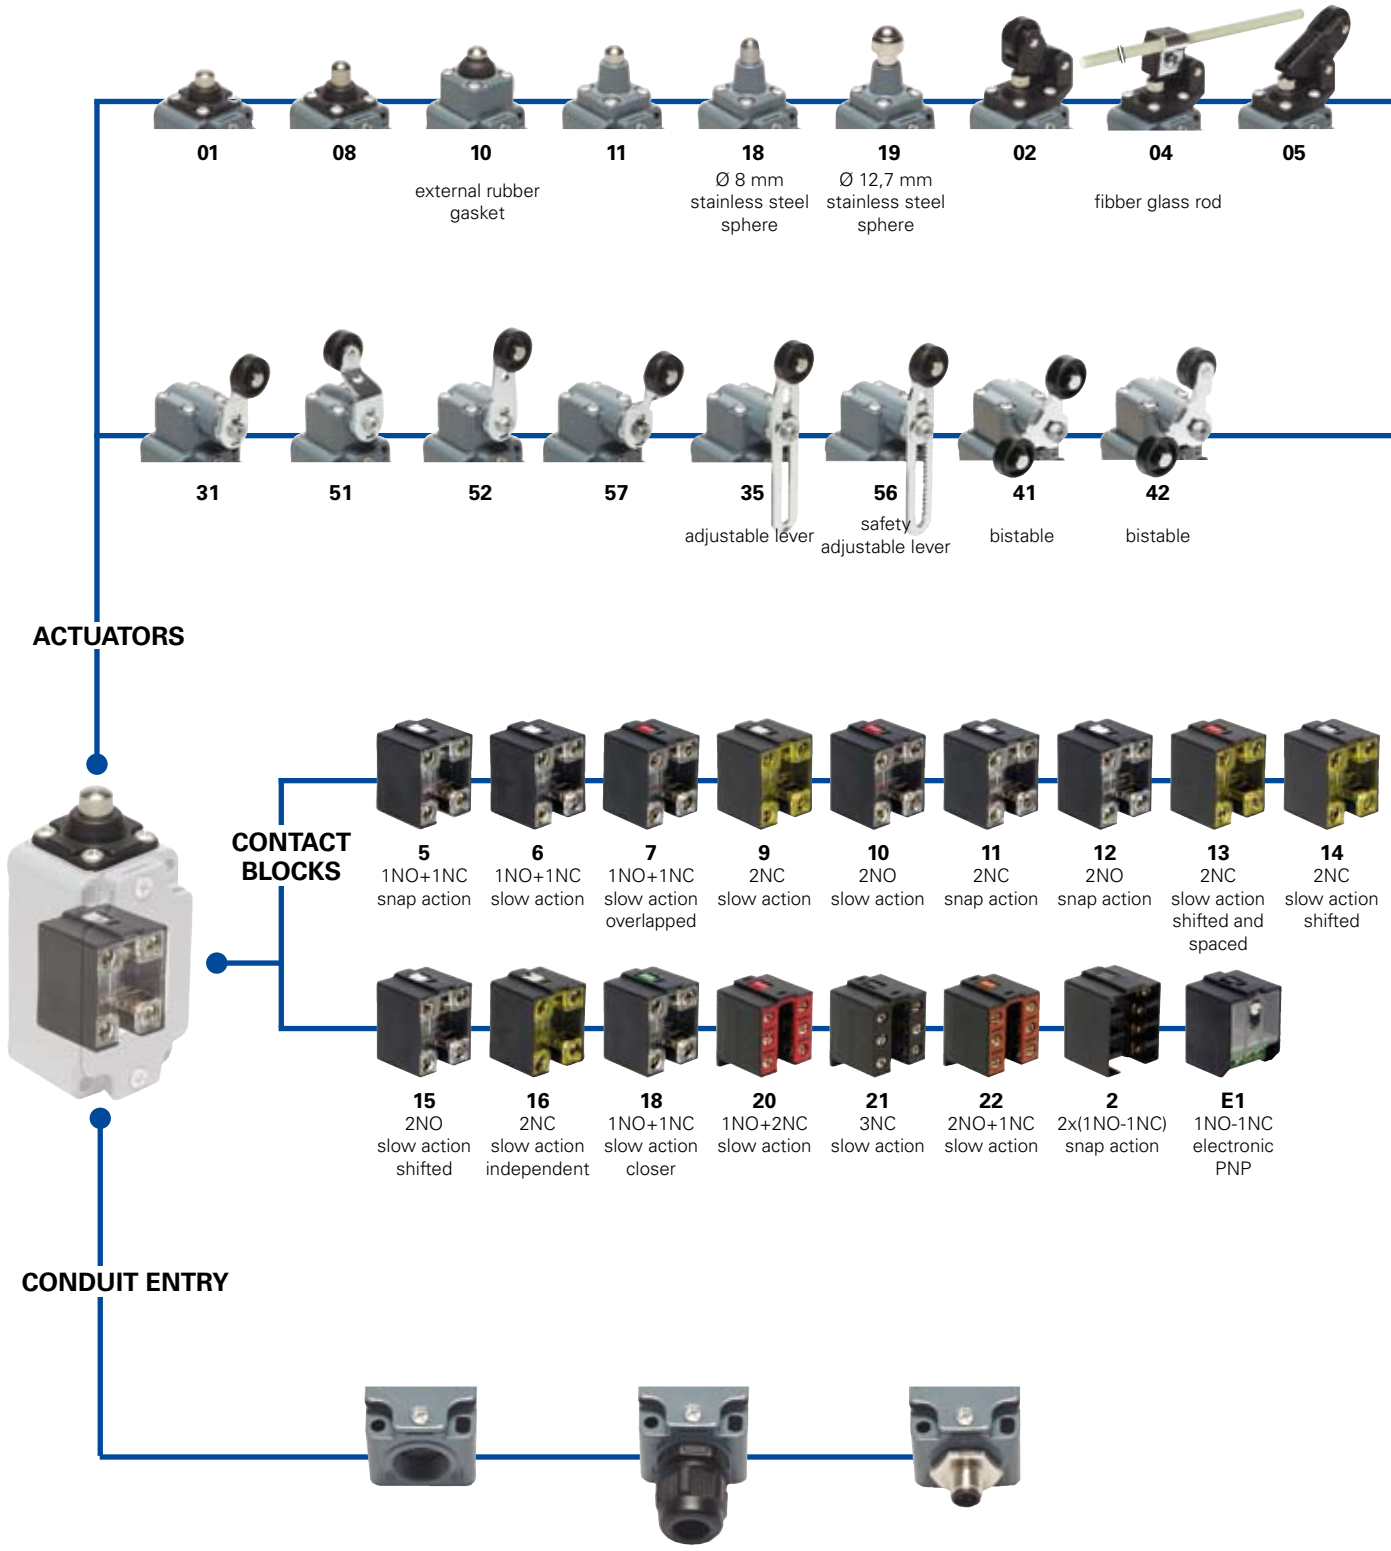 01 08 10 11 18 19 02 04 05
external rubber
gasket
Ø 8 mm
stainless steel
sphere
Ø 12,7 mm
stainless steel
sphere
fibber glass rod
31 51 52 57 35 56 41 42
adjustable lever
safety
adjustable lever
bistable
bistable
ACTUATORS
CONTACT
BLOCKS
5
1NO+1NC
snap action
6
1NO+1NC
slow action
7
1NO+1NC
slow action
overlapped
9
2NC
slow action
10
2NO
slow action
11
2NC
snap action
12
2NO
snap action
13
2NC
slow action
shifted and
spaced
14
2NC
slow action
shifted
15
2NO
slow action
shifted
16
2NC
slow action
independent
18
1NO+1NC
slow action
closer
20
1NO+2NC
slow action
21
3NC
slow action
22
2NO+1NC
slow action
2
2x(1NO-1NC)
snap action
E1
1NO-1NC
electronic
PNP
CONDUIT ENTRY